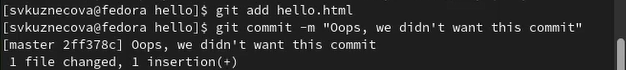 [svkuznecova@fedora hello]$ git add hello.html
[svkuznecova@fedora hello]$ git commit -m "Oops, we didn't want this commit"
[master 2ff378c] Oops, we didn't want this commit
 1 file changed, 1 insertion(+)